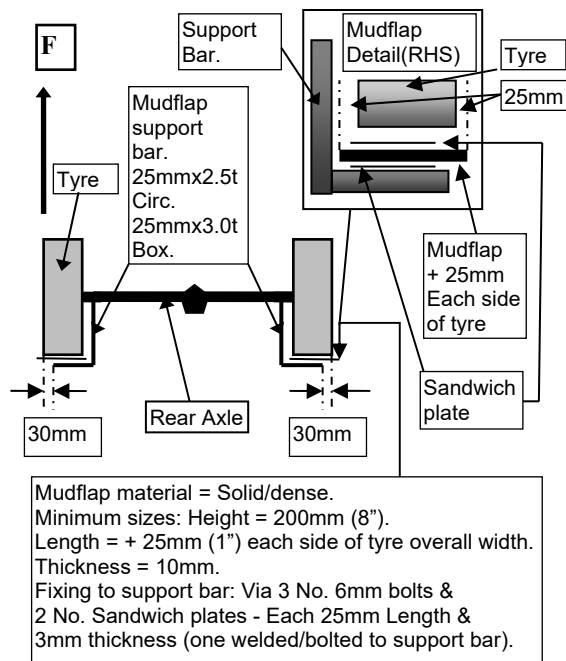 F
Support
Bar.
Mudflap
Detail(RHS)
Tyre
25mm
Mudflap
support
bar.
25mmx2.5t
Circ.
25mmx3.0t
Box.
Tyre
Mudflap
+ 25mm
Each side
of tyre
Sandwich
plate
Rear Axle
30mm
30mm
Mudflap material = Solid/dense.
Minimum sizes: Height = 200mm (8”).
Length = + 25mm (1”) each side of tyre overall width.
Thickness = 10mm.
Fixing to support bar: Via 3 No. 6mm bolts &
2 No. Sandwich plates - Each 25mm Length &
3mm thickness (one welded/bolted to support bar).